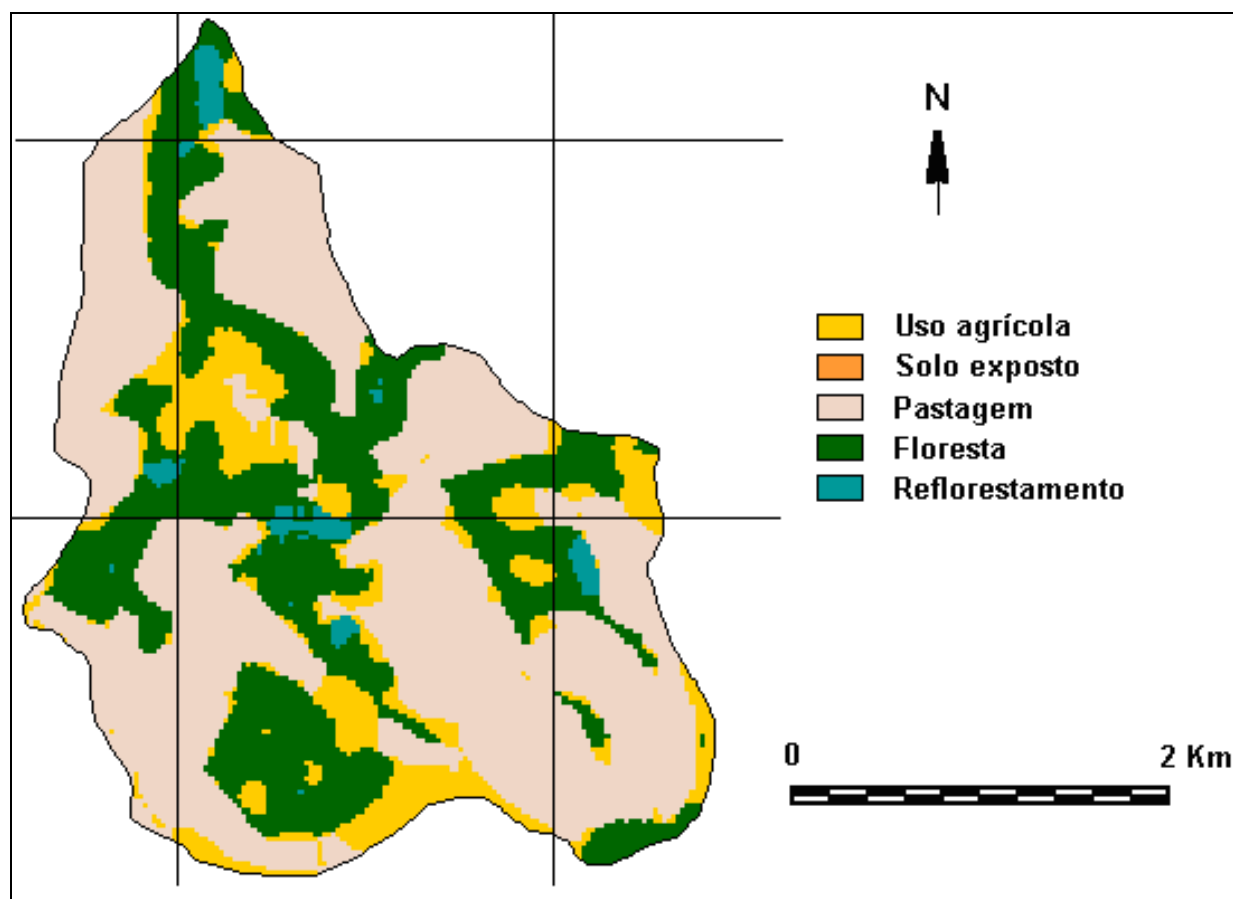 N
Uso agrícola
Solo exposto
Pastagem
Floresta
Reflorestamento
0 2 Km